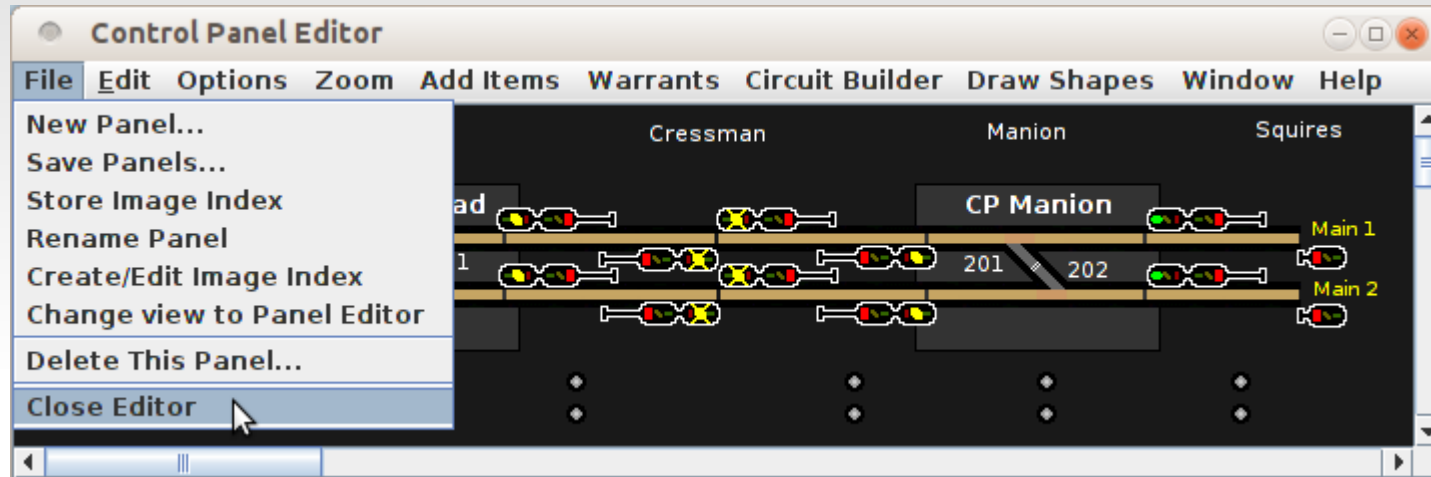 Control Panel Editor
File Edit Options Zoom Add Items Warrants Circuit Builder Draw Shapes Window Help
New Panel...
Save Panels...
Store Image Index
Rename Panel
Create/Edit Image Index
Change view to Panel Editor
Delete This Panel...
Close Editor
Cressman Manion Squires
ad CP Manion
Main 1
1 201 202
Main 2